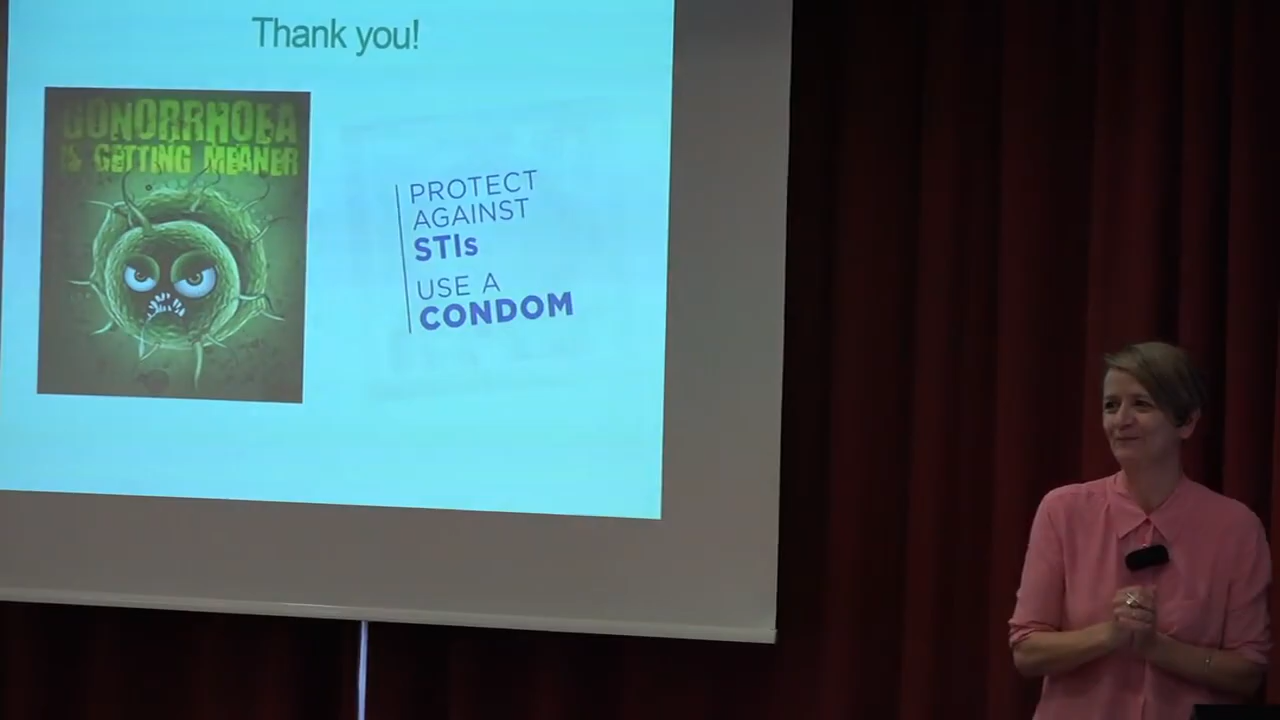 Thank you!
GONORRHOEA
IS GETTING MEANER
PROTECT
AGAINST
STIs
USE A
CONDOM